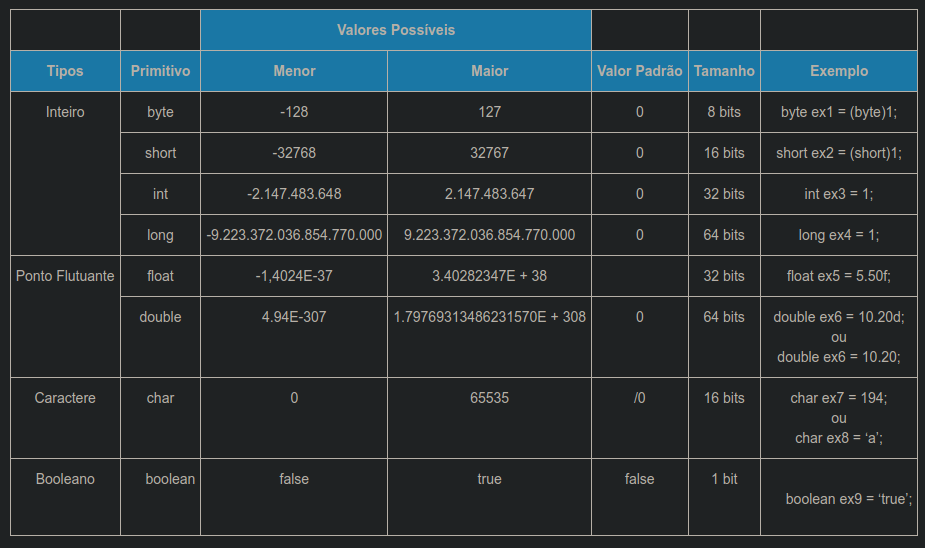 Valores Possíveis
Tipos Primitivo Menor Maior Valor Padrão Tamanho Exemplo
Inteiro byte -128 127 0 8 bits byte ex1 = (byte)1;
short -32768 32767 0 16 bits short ex2 = (short)1;
int -2.147.483.648 2.147.483.647 0 32 bits int ex3 = 1;
long -9.223.372.036.854.770.000 9.223.372.036.854.770.000 0 64 bits long ex4 = 1;
Ponto Flutuante float -1,4024E-37 3.40282347E + 38 32 bits float ex5 = 5.50f;
double 4.94E-307 1.79769313486231570E + 308 0 64 bits double ex6 = 10.20d;
ou
double ex6 = 10.20;
Caractere char 0 65535 /0 16 bits char ex7 = 194;
ou
char ex8 = ‘a’;
Booleano boolean false true false 1 bit
boolean ex9 = ‘true’;